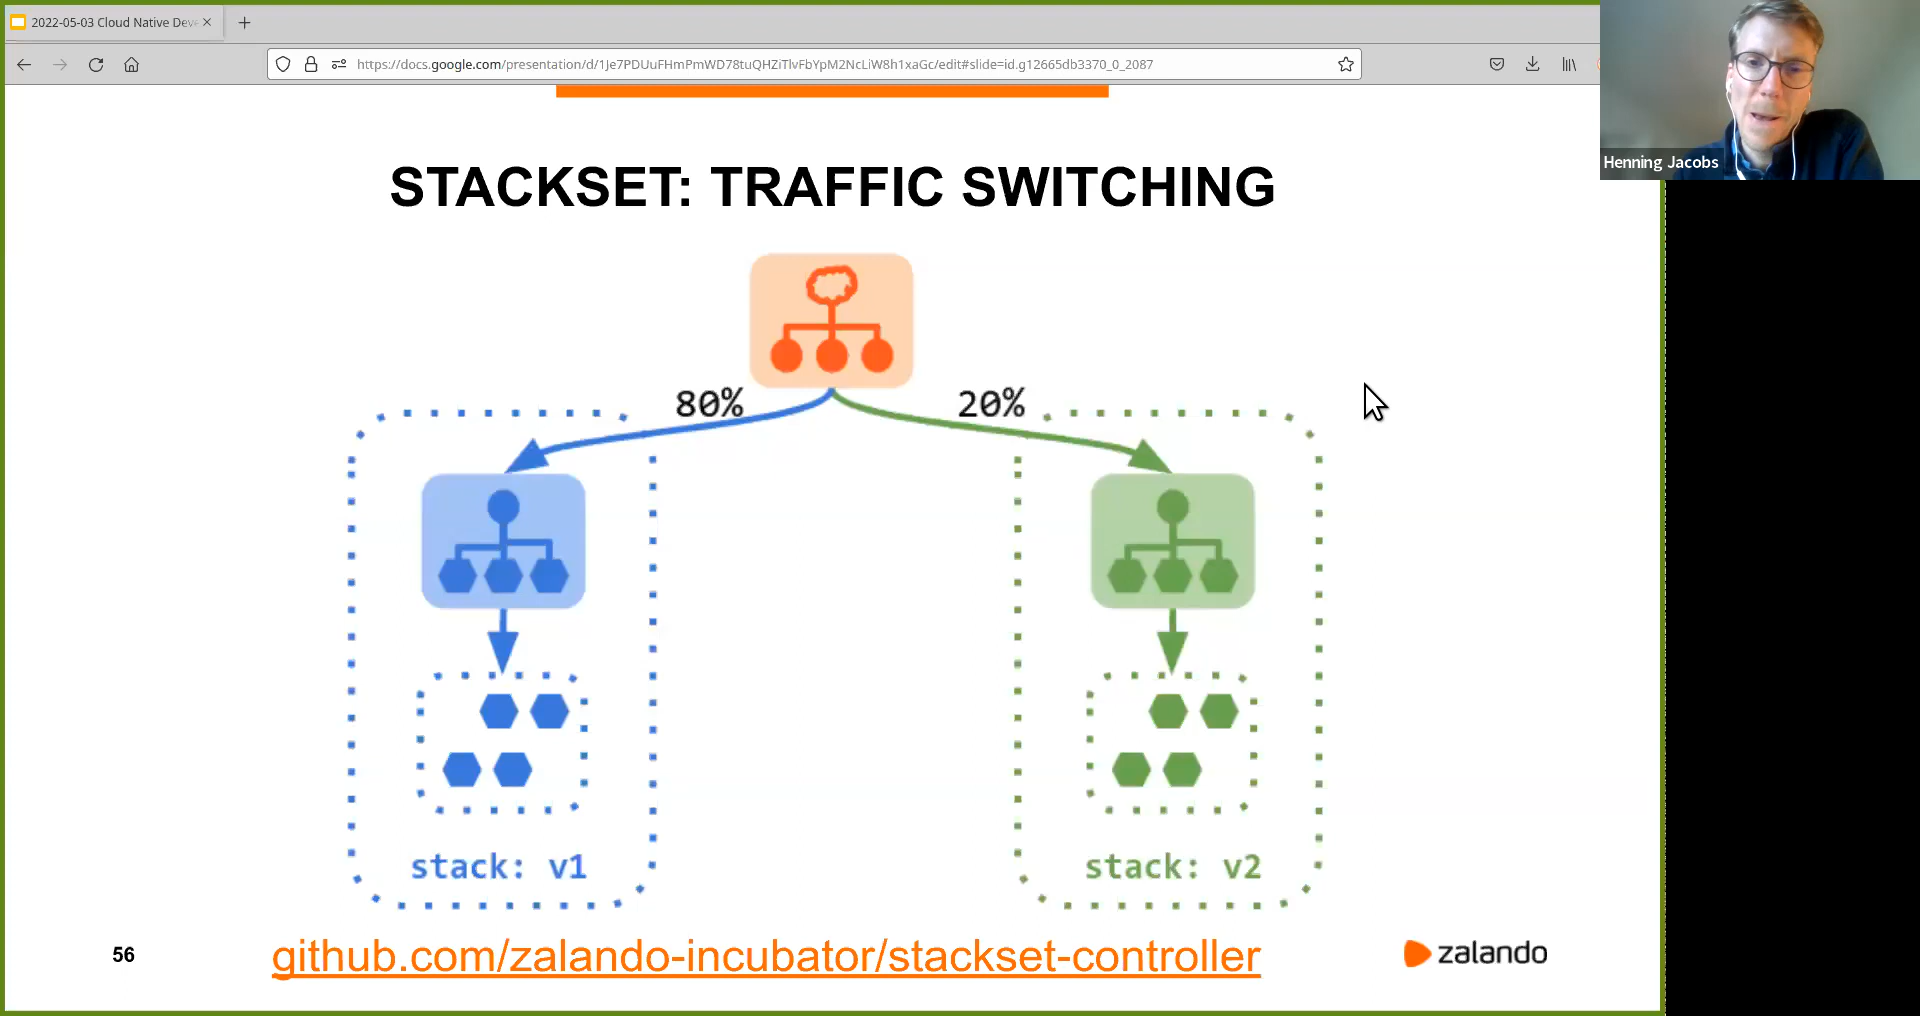 2022-05-03 Cloud Native Dev
https://docs.google.com/presentation/d/1Je7PDUuFHmPmWD78tuQHZiTlvFbYpM2NcLiW8h1xaGc/edit#slide=id.g12665db3370_0_2087
Henning Jacobs
STACKSET: TRAFFIC SWITCHING
80%
20%
stack: v1
stack: v2
56
github.com/zalando-incubator/stackset-controller
zalando